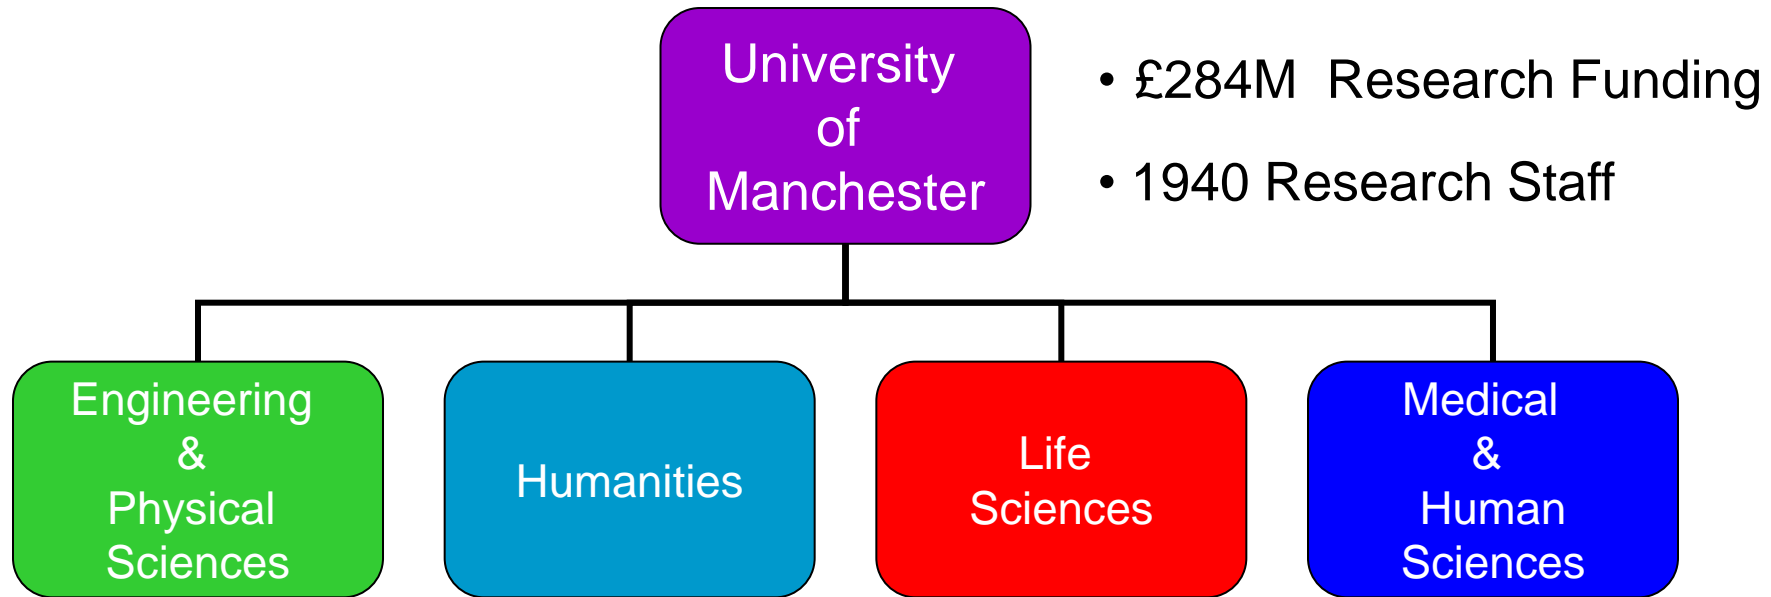 University
of
Manchester
• £284M Research Funding
• 1940 Research Staff
Engineering
&
Physical
Sciences
Humanities
Life
Sciences
Medical
&
Human
Sciences